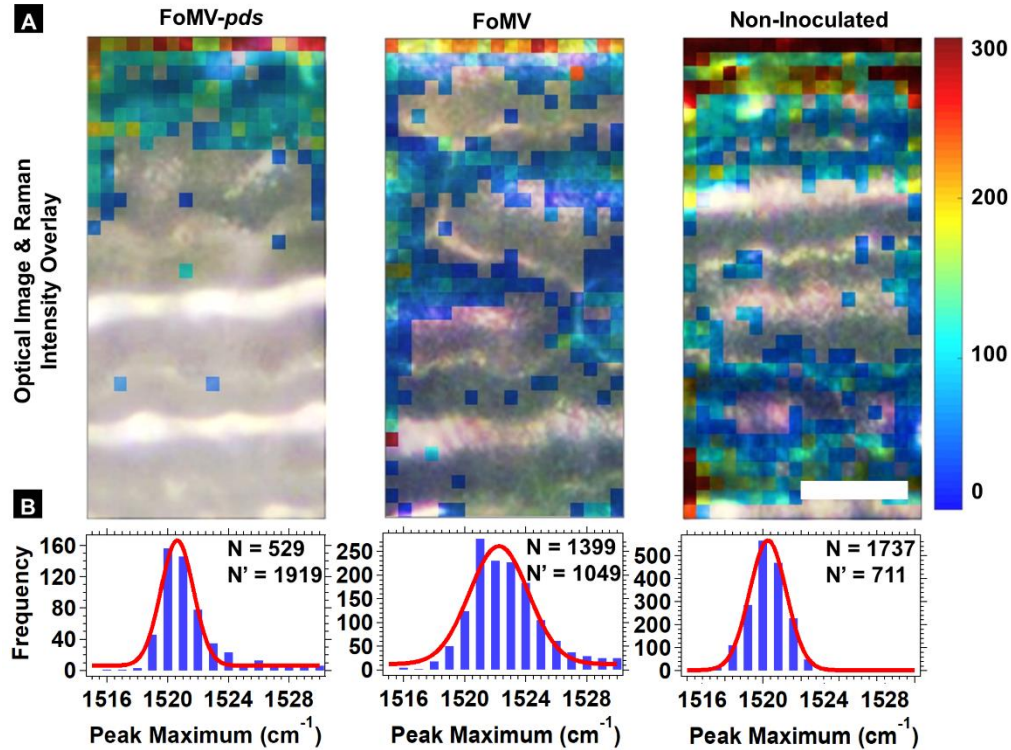 A
FoMV-pds
FoMV
Non-Inoculated
Optical Image & Raman
Intensity Overlay
300
200
100
0
B
Frequency
160
120
80
40
0
N = 529
N’ = 1919
1516 1520 1524 1528
Peak Maximum (cm-1)
250
200
150
100
50
0
N = 1399
N’ = 1049
1516 1520 1524 1528
Peak Maximum (cm-1)
500
400
300
200
100
0
N = 1737
N’ = 711
1516 1520 1524 1528
Peak Maximum (cm-1)